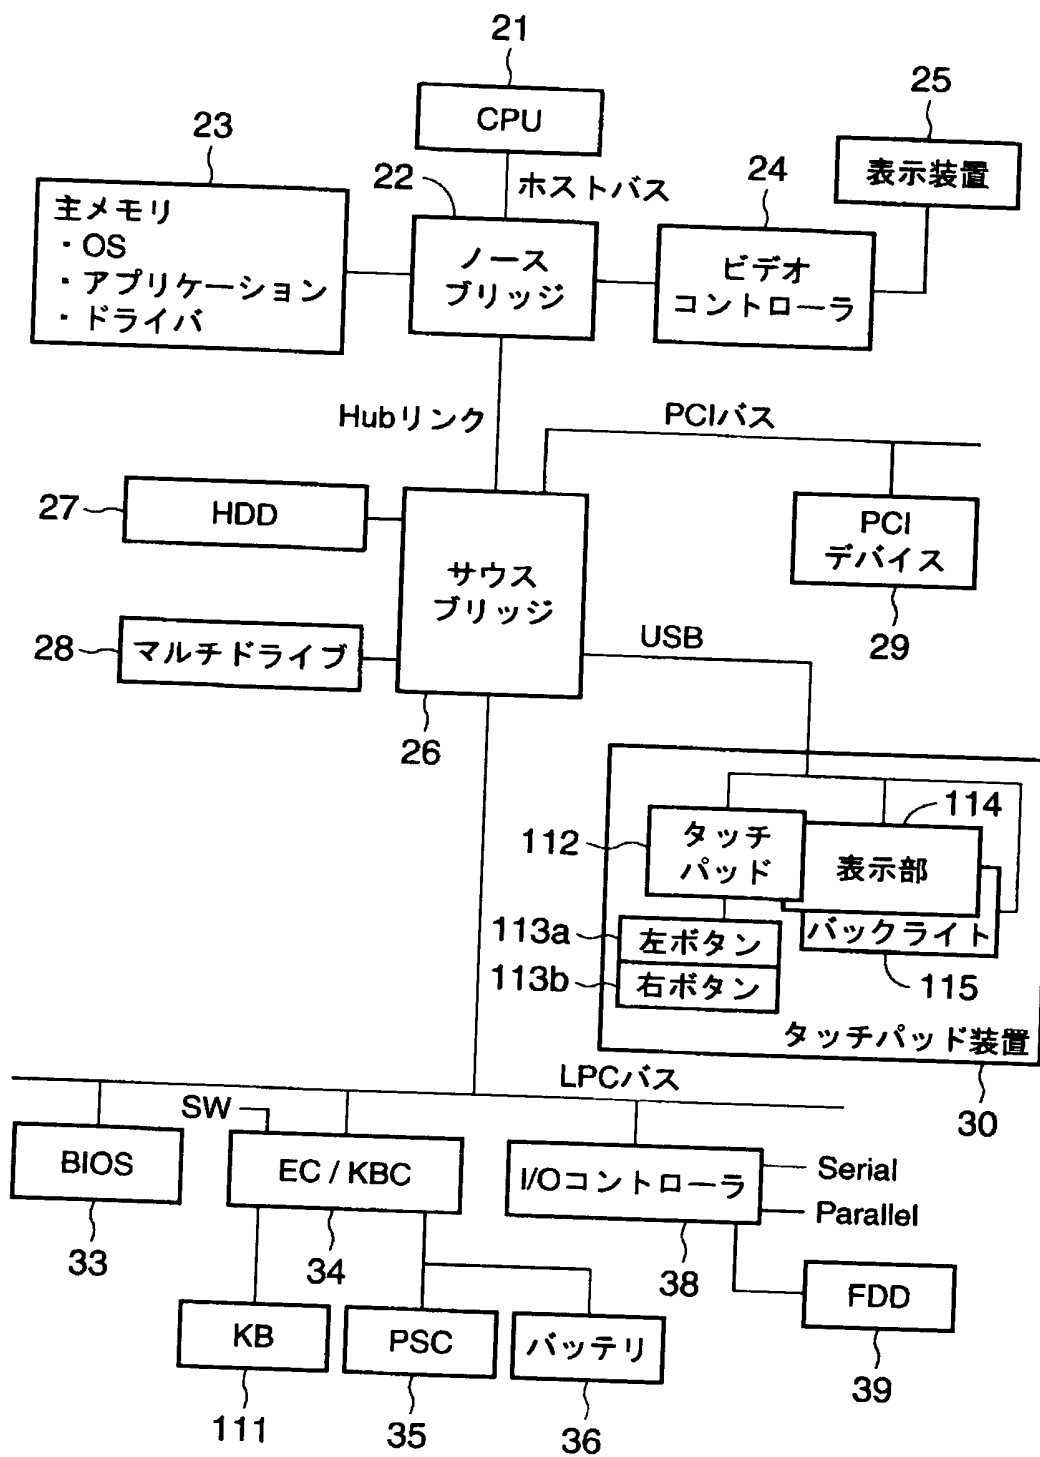 21
CPU
25
表示装置
23
主メモリ
・OS
・アプリケーション
・ドライバ
22
ホストバス
ノース
ブリッジ
24
ビデオ
コントローラ
Hubリンク
PCIバス
27
HDD
サウス
ブリッジ
PCI
デバイス
29
28
マルチドライブ
USB
26
112
タッチ
パッド
114
表示部
113a
左ボタン
バックライト
113b
右ボタン
115
タッチパッド装置
30
LPCバス
SW
BIOS
33
EC / KBC
34
I/Oコントローラ
Serial
Parallel
38
KB
111
PSC
35
バッテリ
36
FDD
39